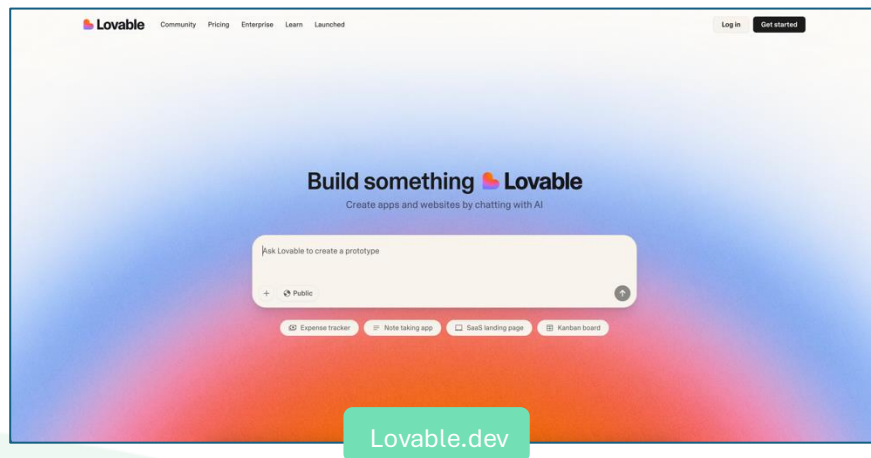 Lovable Community Pricing Enterprise Learn Launched Log in Get started
Build something Lovable
Create apps and websites by chatting with AI
Ask Lovable to create a prototype
+ Public
Expense tracker Note taking app SaaS landing page Kanban board
Lovable.dev